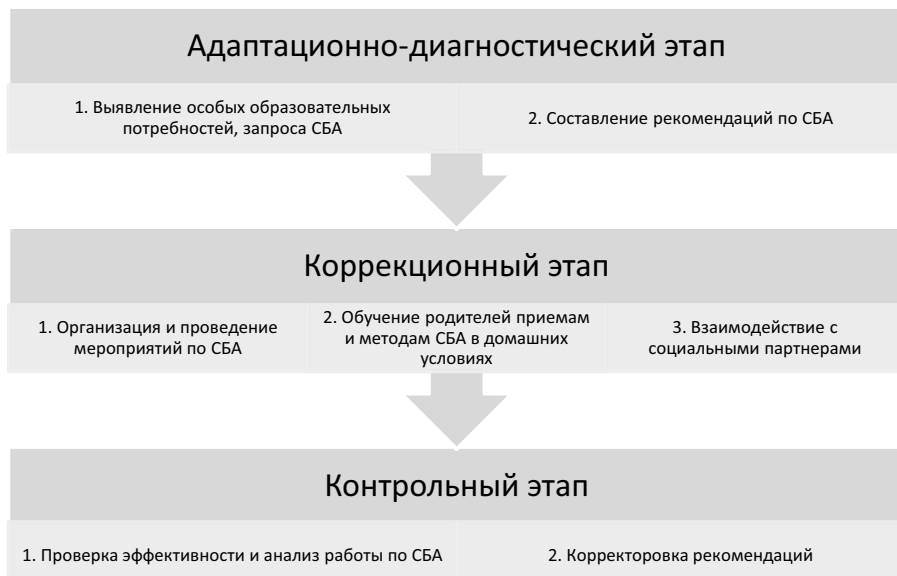 Адаптационно-диагностический этап
1. Выявление особых образовательных
потребностей, запроса СБА
2. Составление рекомендаций по СБА
Коррекционный этап
1. Организация и проведение
мероприятий по СБА
2. Обучение родителей приемам
и методам СБА в домашних
условиях
3. Взаимодействие с
социальными партнерами
Контрольный этап
1. Проверка эффективности и анализ работы по СБА
2. Корректоровка рекомендаций